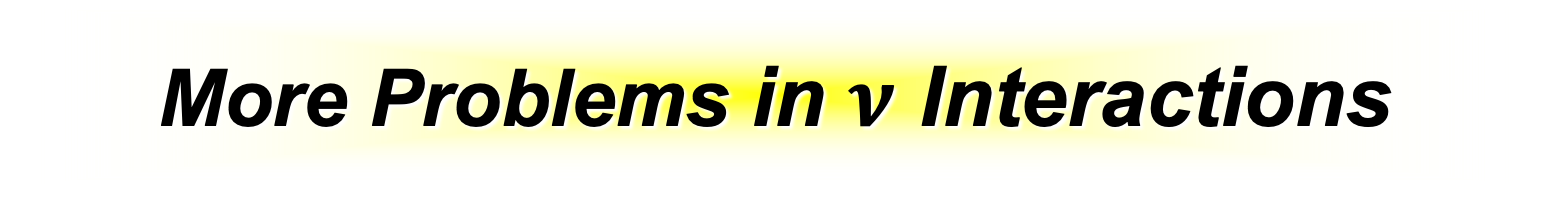 More Problems in ν Interactions